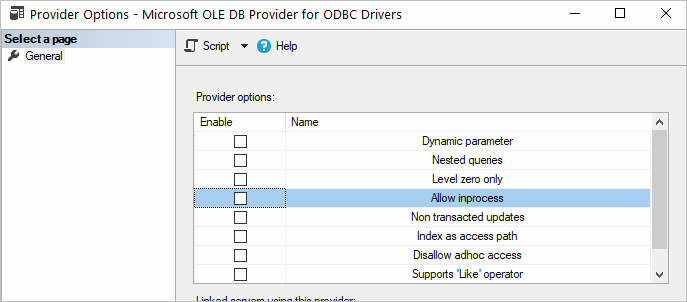 Provider Options - Microsoft OLE DB Provider for ODBC Drivers
Select a page
General
Script
Help
Provider options:
Enable Name
Dynamic parameter
Nested queries
Level zero only
Allow inprocess
Non transacted updates
Index as access path
Disallow adhoc access
Supports 'Like' operator
Linked servers using this provider: